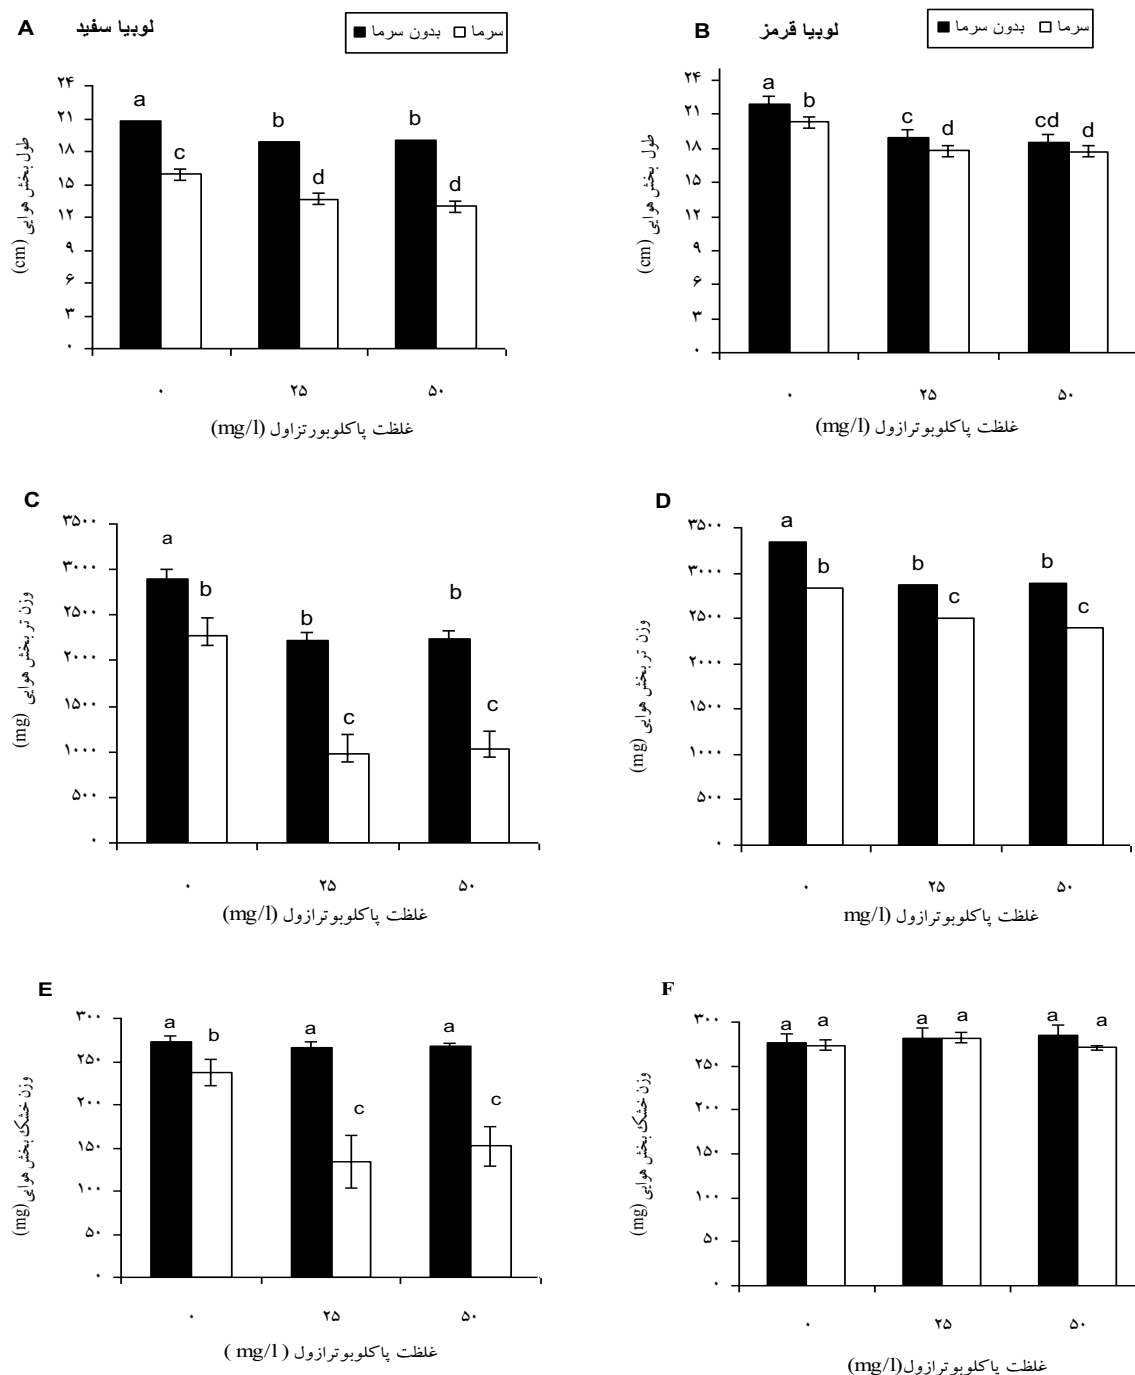 A لوبیا سفید
بدون سرما سرما
a
b
b
c
d
d
۲۴
۲۱
۱۸
۱۵
۱۲
۹
۶
۳
۰
طول بخش هوایی (cm)
۰ ۲۵ ۵۰
غلظت پاکلوبورتزاول (mg/l)
B لوبیا قرمز
بدون سرما سرما
a
b
c
d
cd
d
۲۴
۲۱
۱۸
۱۵
۱۲
۹
۶
۳
۰
طول بخش هوایی (cm)
۰ ۲۵ ۵۰
غلظت پاکلوبوترازول (mg/l)
C
a
b
b
c
b
c
۳۵۰۰
۳۰۰۰
۲۵۰۰
۲۰۰۰
۱۵۰۰
۱۰۰۰
۵۰۰
۰
وزن تر بخش هوایی (mg)
۰ ۲۵ ۵۰
غلظت پاکلوبوترازول (mg/l)
D
a
b
b
c
b
c
۳۵۰۰
۳۰۰۰
۲۵۰۰
۲۰۰۰
۱۵۰۰
۱۰۰۰
۵۰۰
۰
وزن تر بخش هوایی (mg)
۰ ۲۵ ۵۰
غلظت پاکلوبوترازول mg/l)
E
a
b
a
c
a
c
۳۰۰
۲۵۰
۲۰۰
۱۵۰
۱۰۰
۵۰
۰
وزن خشک بخش هوایی (mg)
۰ ۲۵ ۵۰
غلظت پاکلوبوترازول ( mg/l )
F
a
a
a
a
a
a
۳۰۰
۲۵۰
۲۰۰
۱۵۰
۱۰۰
۵۰
۰
وزن خشک بخش هوایی (mg)
۰ ۲۵ ۵۰
غلظت پاکلوبوترازول(mg/l)